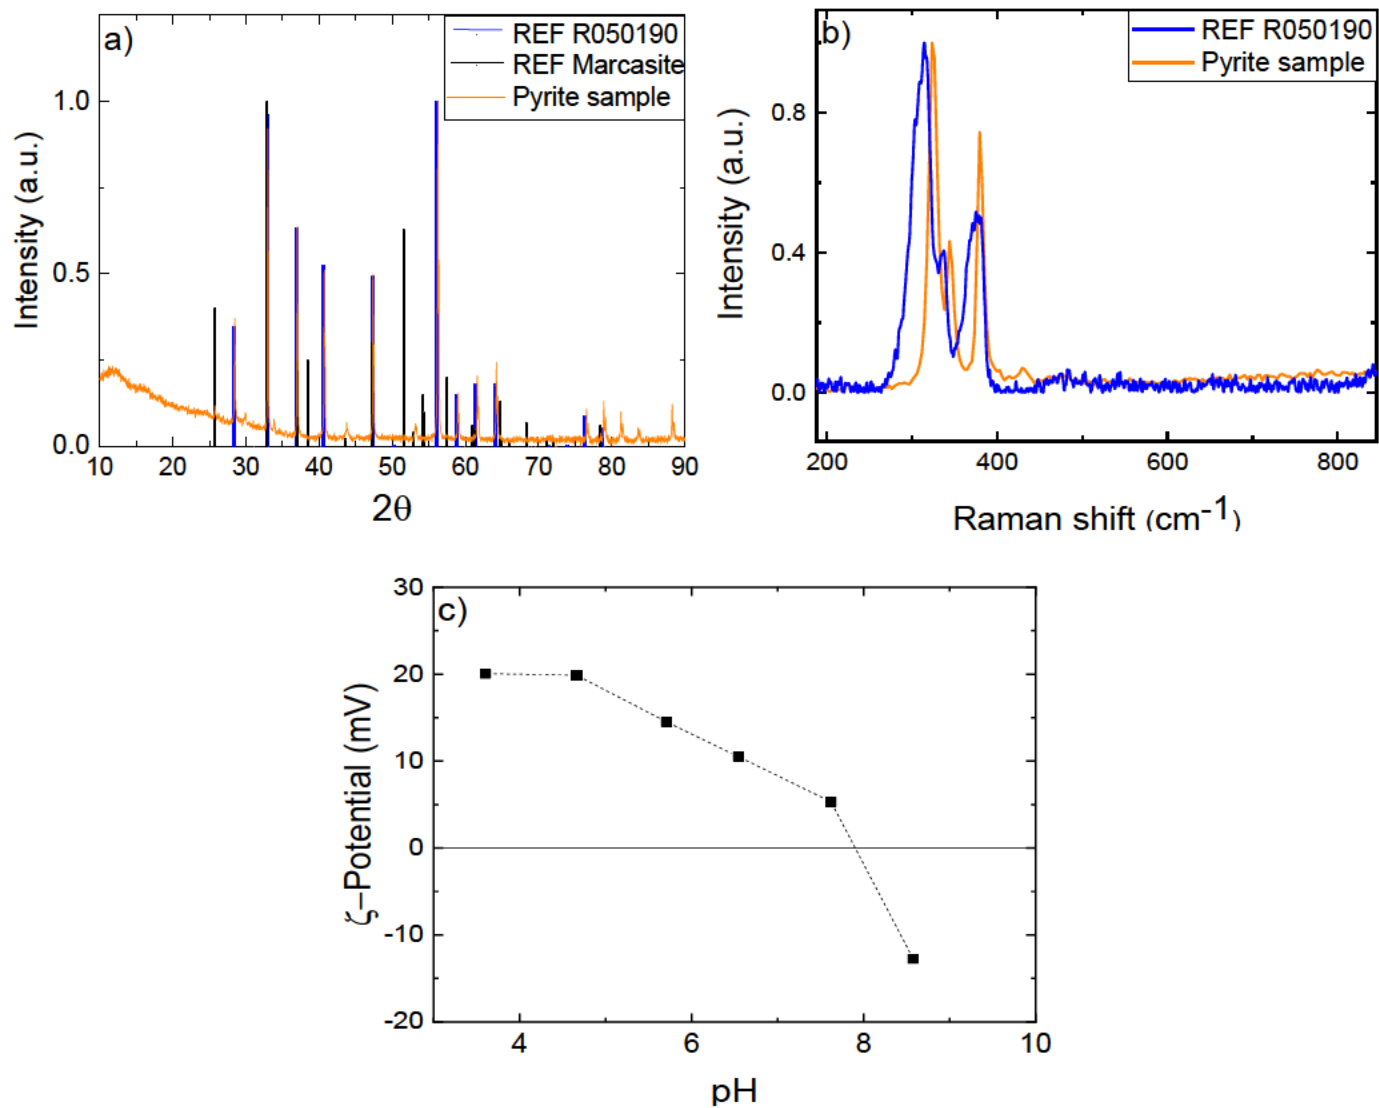 a)
REF R050190
REF Marcasite
Pyrite sample
1.0
0.5
0.0
Intensity (a.u.)
10 20 30 40 50 60 70 80 90
2θ
b)
REF R050190
Pyrite sample
0.8
0.4
0.0
Intensity (a.u.)
200 400 600 800
Raman shift (cm-1)
c)
30
20
10
0
-10
-20
ζ–Potential (mV)
4 6 8 10
pH